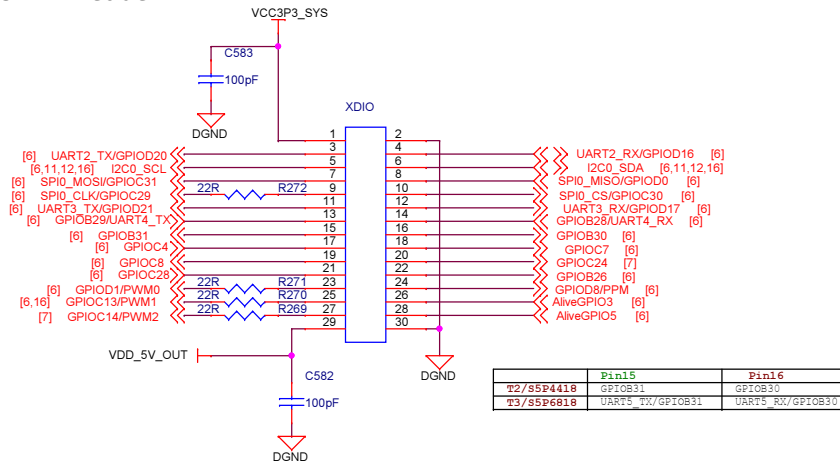 VCC3P3_SYS
C583
100pF
DGND
XDIO
1 2
[6] UART2_TX/GPIOD20 3 4 UART2_RX/GPIOD16 [6]
[6,11,12,16] I2C0_SCL 5 6 I2C0_SDA [6,11,12,16]
[6] SPI0_MOSI/GPIOC31 7 8 SPI0_MISO/GPIOD0 [6]
[6] SPI0_CLK/GPIOC29 22R R272 9 10 SPI0_CS/GPIOC30 [6]
[6] UART3_TX/GPIOD21 11 12 UART3_RX/GPIOD17 [6]
[6] GPIOB29/UART4_TX 13 14 GPIOB28/UART4_RX [6]
[6] GPIOB31 15 16 GPIOB30 [6]
[6] GPIOC4 17 18 GPIOC7 [6]
[6] GPIOC8 19 20 GPIOC24 [7]
[6] GPIOC28 21 22 GPIOB26 [6]
[6] GPIOD1/PWM0 22R R271 23 24 GPIOD8/PPM [6]
[6,16] GPIOC13/PWM1 22R R270 25 26 AliveGPIO3 [6]
[7] GPIOC14/PWM2 22R R269 27 28 AliveGPIO5 [6]
29 30
VDD_5V_OUT
DGND
C582
100pF
DGND
Pin15 Pin16
T2/S5P4418 GPIOB31 GPIOB30
T3/S5P6818 UART5_TX/GPIOB31 UART5_RX/GPIOB30